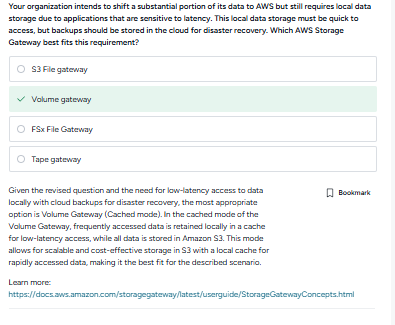 Your organization intends to shift a substantial portion of its data to AWS but still requires local data
storage due to applications that are sensitive to latency. This local data storage must be quick to
access, but backups should be stored in the cloud for disaster recovery. Which AWS Storage
Gateway best fits this requirement?
S3 File gateway
Volume gateway
FSx File Gateway
Tape gateway
Given the revised question and the need for low-latency access to data
locally with cloud backups for disaster recovery, the most appropriate
option is Volume Gateway (Cached mode). In the cached mode of the
Volume Gateway, frequently accessed data is retained locally in a cache
for low-latency access, while all data is stored in Amazon S3. This mode
allows for scalable and cost-effective storage in S3 with a local cache for
rapidly accessed data, making it the best fit for the described scenario.
Bookmark
Learn more:
https://docs.aws.amazon.com/storagegateway/latest/userguide/StorageGatewayConcepts.html